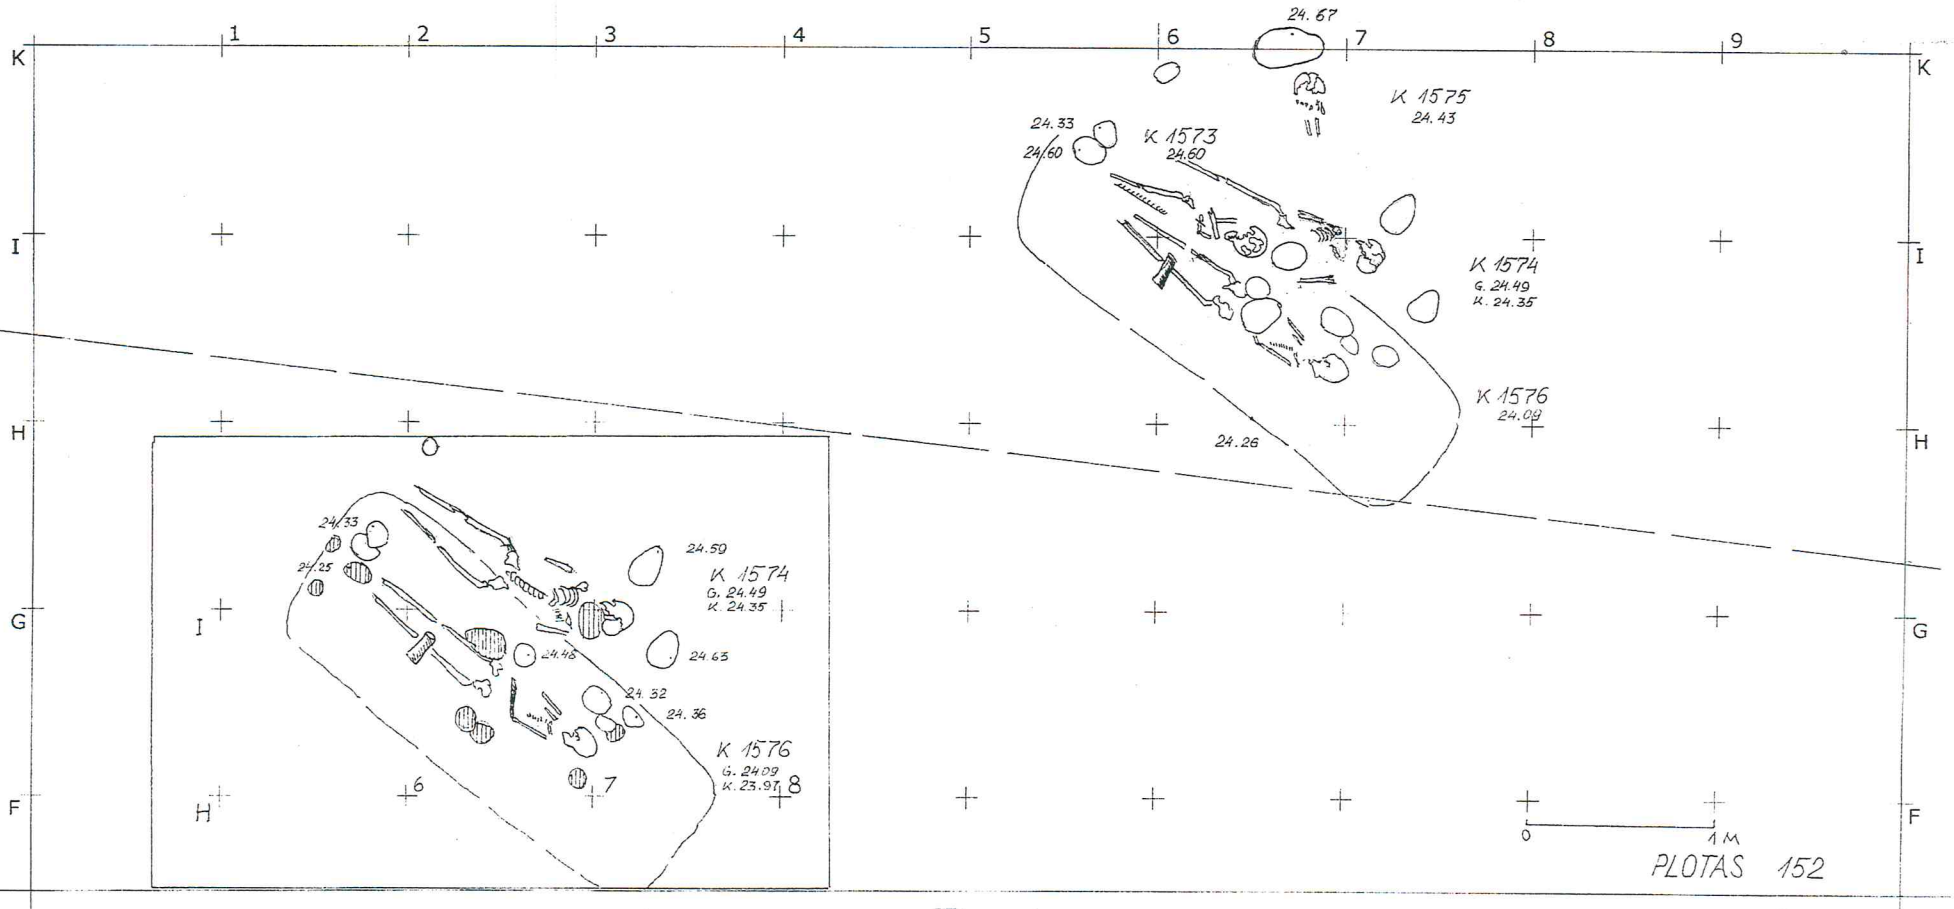 1 2 3 4 5 6 7 8 9
K K
24.67
K 1575
24.43
24.33
24.60
K 1573
24.60
I I
K 1574
G. 24.49
K. 24.35
K 1576
24.09
H H
24.26
24.33
24.25
24.59
K 1574
G. 24.49
K. 24.35
G I G
24.46
24.63
24.32
24.36
K 1576
G. 24 09
K. 23.97
6 7 8
F H F
0 1 M
PLOTAS 152